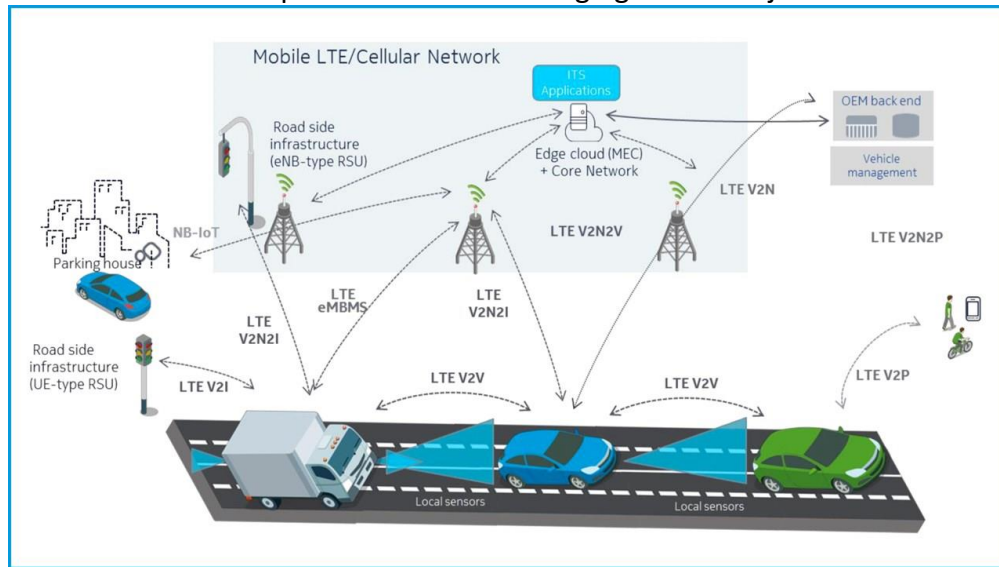 Mobile LTE/Cellular Network
ITS
Applications
OEM back end
Road side
infrastructure
(eNB-type RSU)
Edge cloud (MEC)
+ Core Network
Vehicle
management
LTE V2N
NB-IoT
LTE V2N2V
LTE V2N2P
Parking house
LTE
eMBMS
LTE
V2N2I
LTE
V2N2I
Road side
infrastructure
(UE-type RSU)
LTE V2I
LTE V2V
LTE V2V
LTE V2P
Local sensors
Local sensors